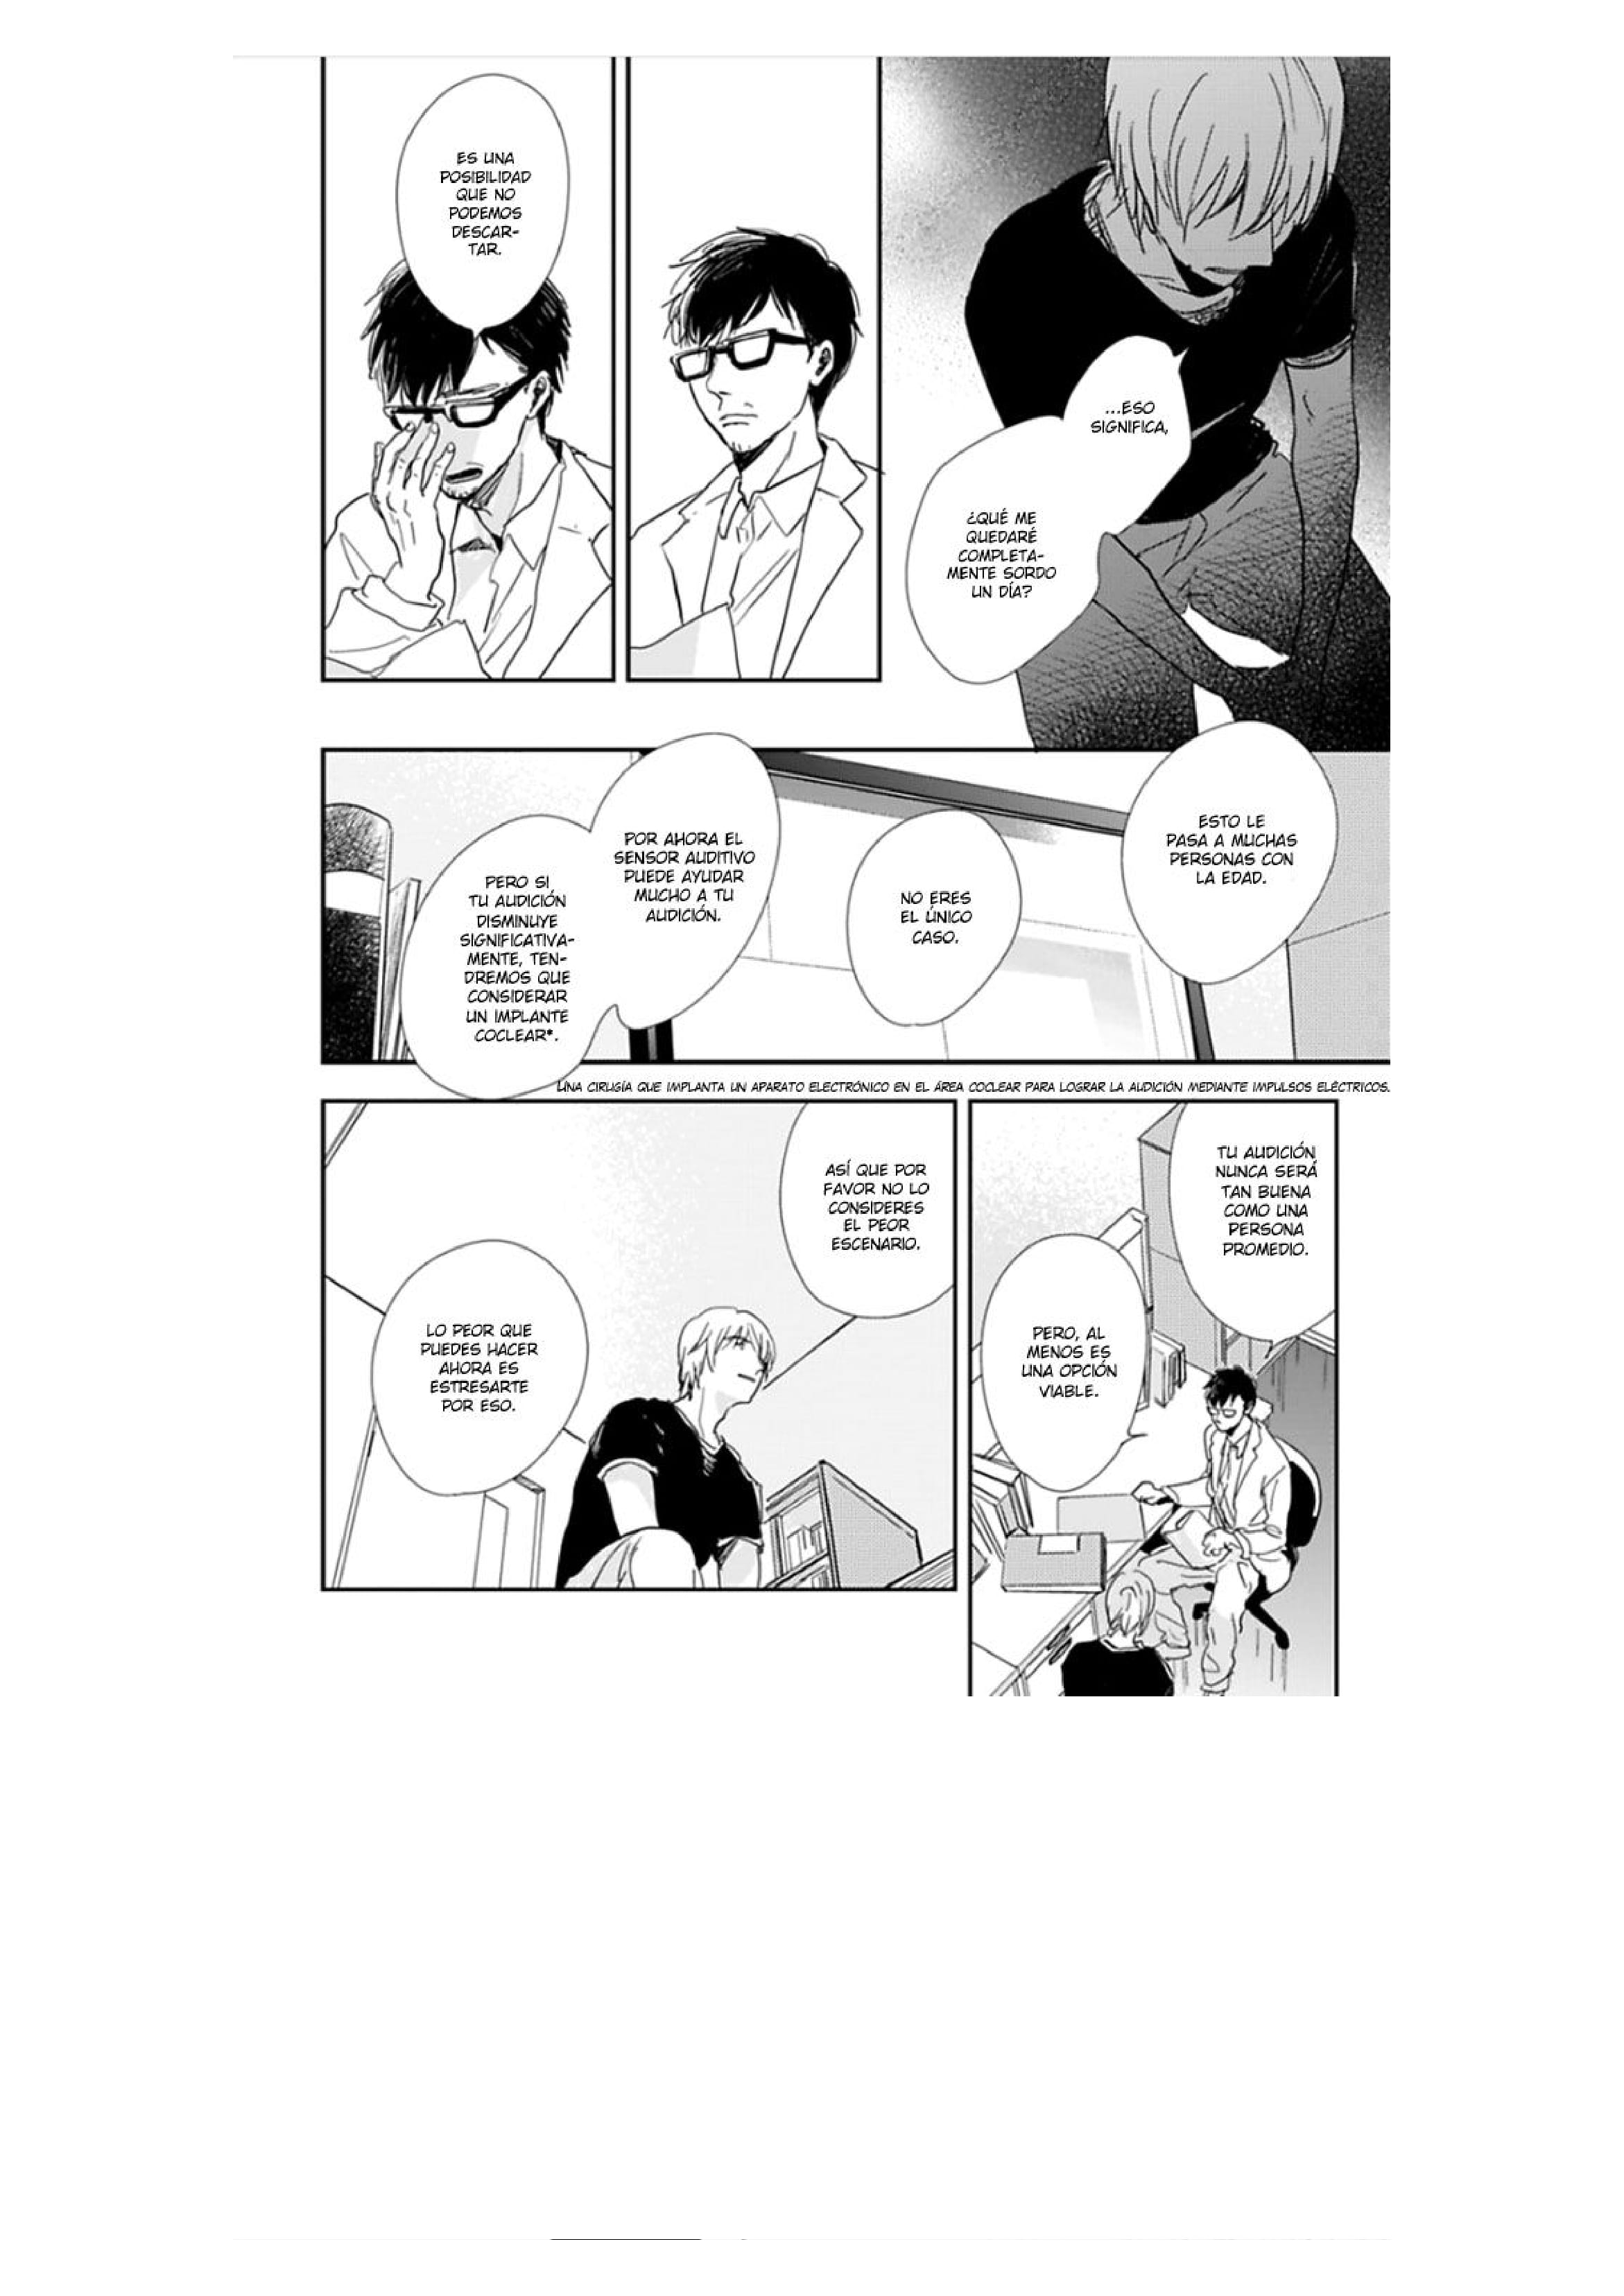 ...ESO
SIGNIFICA,
¿QUÉ ME
QUEDARÉ
COMPLETA-
MENTE SORDO
UN DÍA?
ES UNA
POSIBILIDAD
QUE NO
PODEMOS
DESCAR-
TAR.
ESTO LE
PASA A MUCHAS
PERSONAS CON
LA EDAD.
NO ERES
EL ÚNICO
CASO.
POR AHORA EL
SENSOR AUDITIVO
PUEDE AYUDAR
MUCHO A TU
AUDICIÓN.
PERO SI
TU AUDICIÓN
DISMINUYE
SIGNIFICATIVA-
MENTE, TEN-
DREMOS QUE
CONSIDERAR
UN IMPLANTE
COCLEAR*.
UNA CIRUGÍA QUE IMPLANTA UN APARATO ELECTRÓNICO EN EL ÁREA COCLEAR PARA LOGRAR LA AUDICIÓN MEDIANTE IMPULSOS ELÉCTRICOS.
TU AUDICIÓN
NUNCA SERÁ
TAN BUENA
COMO UNA
PERSONA
PROMEDIO.
PERO, AL
MENOS ES
UNA OPCIÓN
VIABLE.
ASÍ QUE POR
FAVOR NO LO
CONSIDERES
EL PEOR
ESCENARIO.
LO PEOR QUE
PUEDES HACER
AHORA ES
ESTRESARTE
POR ESO.